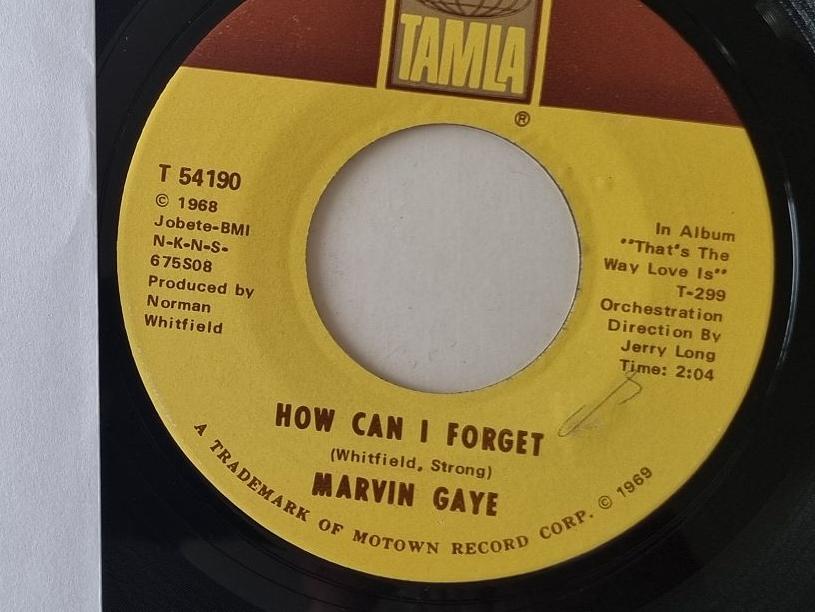 TAMLA
®
T 54190
© 1968
Jobete-BMI
N-K-N-S-
675S08
Produced by
Norman
Whitfield
In Album
"That's The
Way Love Is"
T-299
Orchestration
Direction By
Jerry Long
Time: 2:04
HOW CAN I FORGET
(Whitfield, Strong)
MARVIN GAYE
A TRADEMARK OF MOTOWN RECORD CORP. © 1969